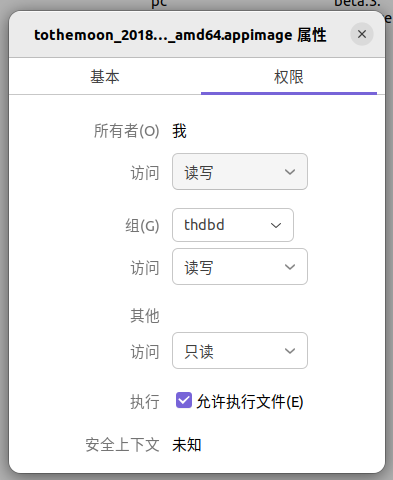 pc
beta.3.
tothemoon_2018..._amd64.appimage 属性
基本
权限
所有者(O) 我
访问 读写
组(G) thdbd
访问 读写
其他
访问 只读
执行 允许执行文件(E)
安全上下文 未知